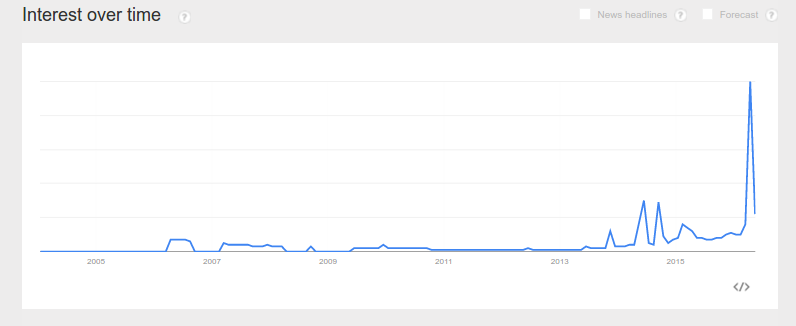 Interest over time ?
News headlines ? Forecast ?
2005 2007 2009 2011 2013 2015
</>